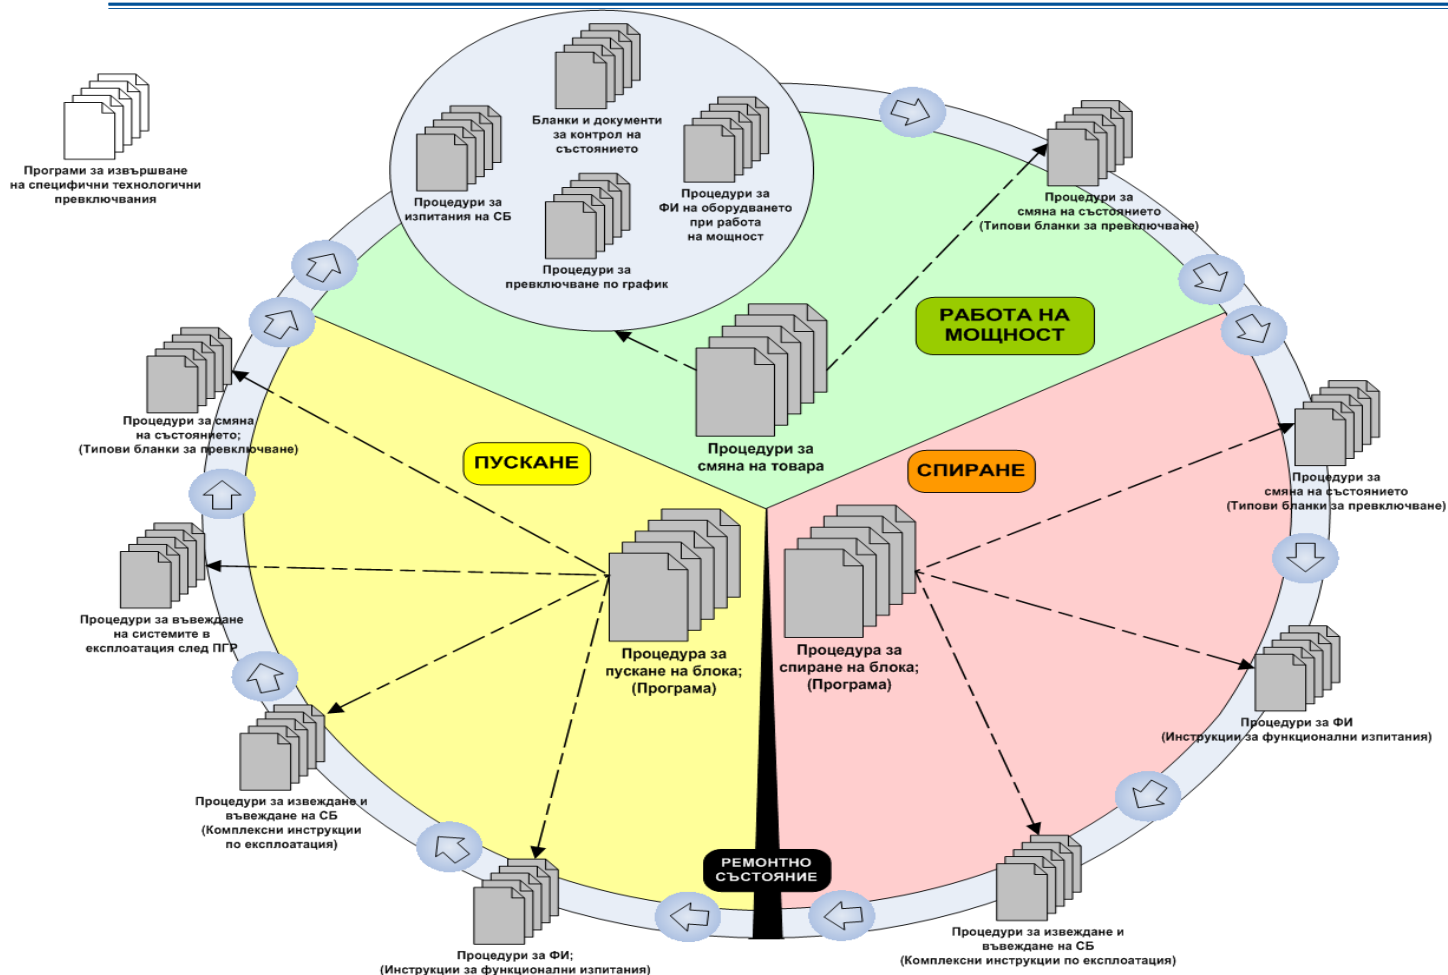 Бланки и документи
за контрол на
състоянието
Процедури за
изпитания на СБ
Процедури за
ФИ на оборудването
при работа
на мощност
Процедури за
превключване по график
Програми за извършване
на специфични технологични
превключвания
Процедури за
смяна на състоянието
(Типови бланки за превключване)
РАБОТА НА
МОЩНОСТ
Процедури за
смяна на товара
Процедури за смяна
на състоянието;
(Типови бланки за превключване)
ПУСКАНЕ
СПИРАНЕ
Процедури за
смяна на състоянието
(Типови бланки за превключване)
Процедури за въвеждане
на системите в
експлоатация след ПГР
Процедура за
пускане на блока;
(Програма)
Процедура за
спиране на блока;
(Програма)
Процедури за ФИ
(Инструкции за функционални изпитания)
Процедури за извеждане и
въвеждане на СБ
(Комплексни инструкции
по експлоатация)
РЕМОНТНО
СЪСТОЯНИЕ
Процедури за ФИ;
(Инструкции за функционални изпитания)
Процедури за извеждане и
въвеждане на СБ
(Комплексни инструкции по експлоатация)